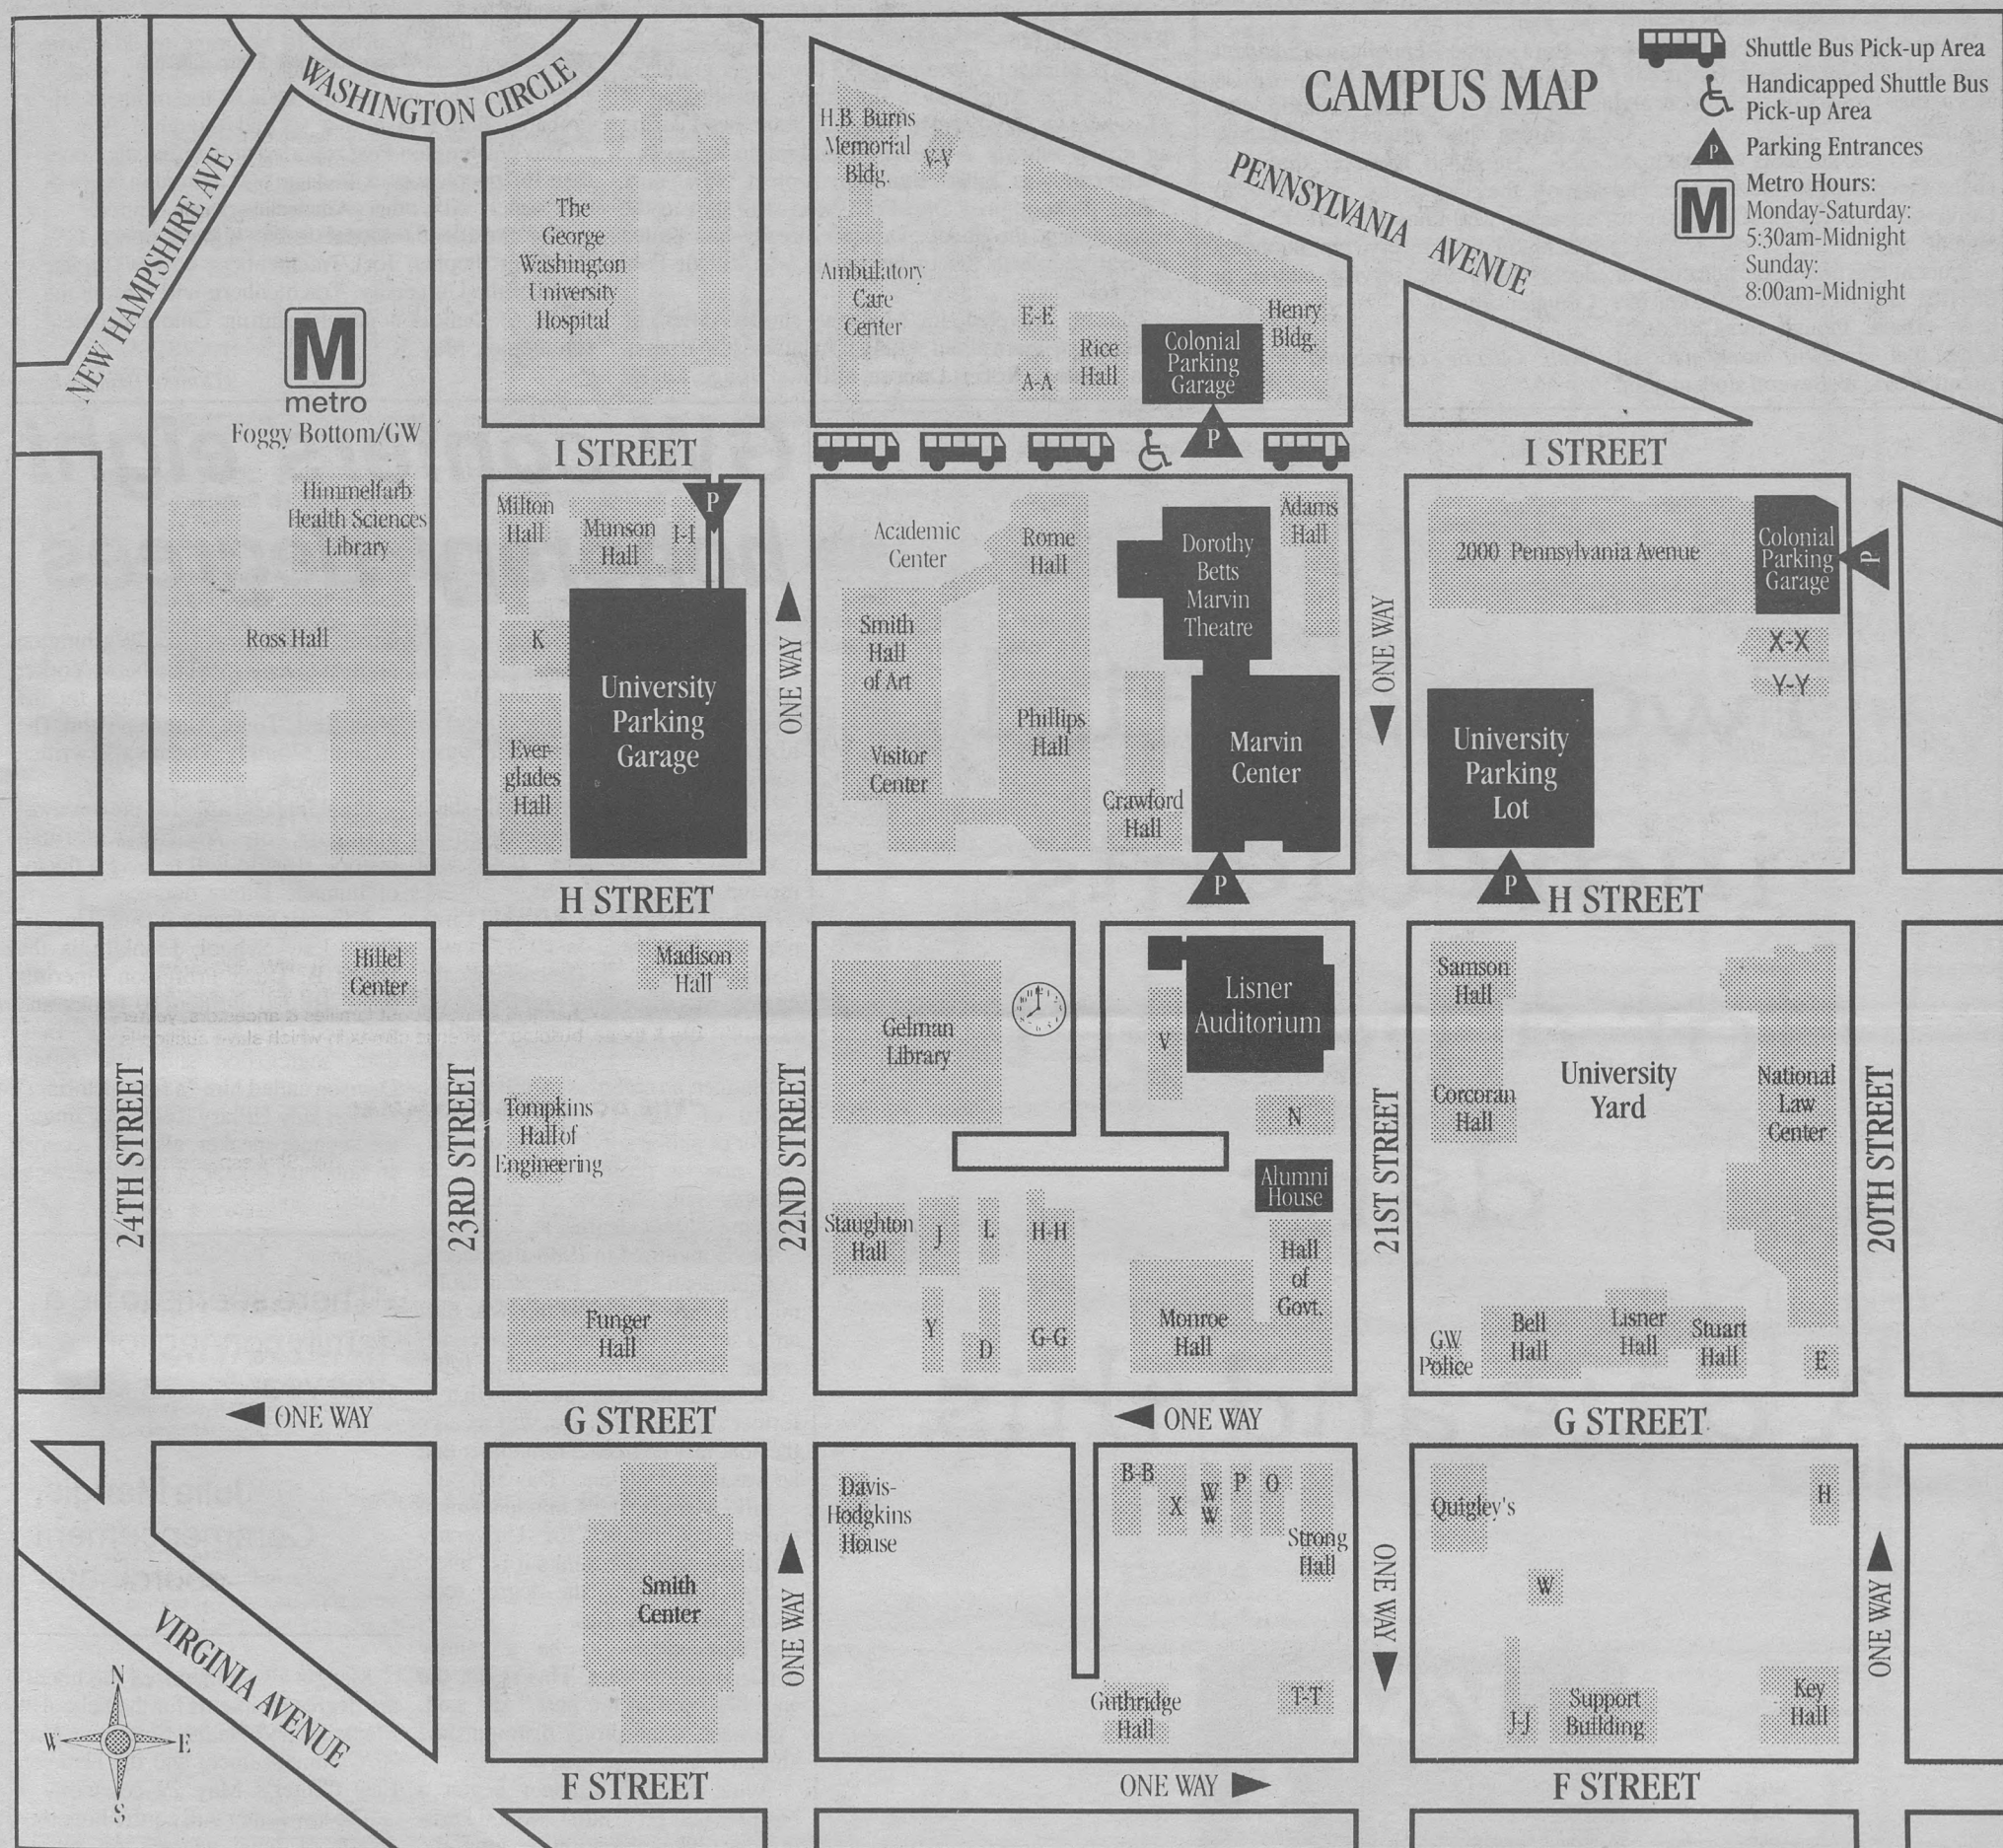 CAMPUS MAP
Shuttle Bus Pick-up Area
Handicapped Shuttle Bus
Pick-up Area
P
Parking Entrances
M
Metro Hours:
Monday-Saturday:
5:30am-Midnight
Sunday:
8:00am-Midnight
WASHINGTON CIRCLE
NEW HAMPSHIRE AVE
PENNSYLVANIA AVENUE
M
metro
Foggy Bottom/GW
The
George
Washington
University
Hospital
H.B. Burns
Memorial
Bldg.
V-V
Ambulatory
Care
Center
E-E
A-A
Rice
Hall
Colonial
Parking
Garage
Henry
Bldg.
P
I STREET
I STREET
Himmelfarb
Health Sciences
Library
Ross Hall
Milton
Hall
Munson
Hall
I-I
P
K
Ever-
glades
Hall
University
Parking
Garage
ONE WAY
Academic
Center
Rome
Hall
Smith
Hall
of Art
Visitor
Center
Phillips
Hall
Dorothy
Betts
Marvin
Theatre
Adams
Hall
Crawford
Hall
Marvin
Center
P
ONE WAY
2000 Pennsylvania Avenue
Colonial
Parking
Garage
P
X-X
Y-Y
University
Parking
Lot
P
H STREET
H STREET
Hillel
Center
Madison
Hall
Tompkins
Hall of
Engineering
Funger
Hall
24TH STREET
23RD STREET
22ND STREET
21ST STREET
20TH STREET
Gelman
Library
V
Lisner
Auditorium
N
Alumni
House
Staughton
Hall
J
L
H-H
Y
D
G-G
Monroe
Hall
Hall
of
Govt.
Samson
Hall
Corcoran
Hall
University
Yard
National
Law
Center
GW
Police
Bell
Hall
Lisner
Hall
Stuart
Hall
E
ONE WAY
G STREET
ONE WAY
G STREET
Smith
Center
ONE WAY
Davis-
Hodgkins
House
B-B
X
W
W
P
O
Strong
Hall
Guthridge
Hall
T-T
ONE WAY
Quigley's
H
W
J-J
Support
Building
Key
Hall
ONE WAY
VIRGINIA AVENUE
N
W
E
S
F STREET
ONE WAY
F STREET